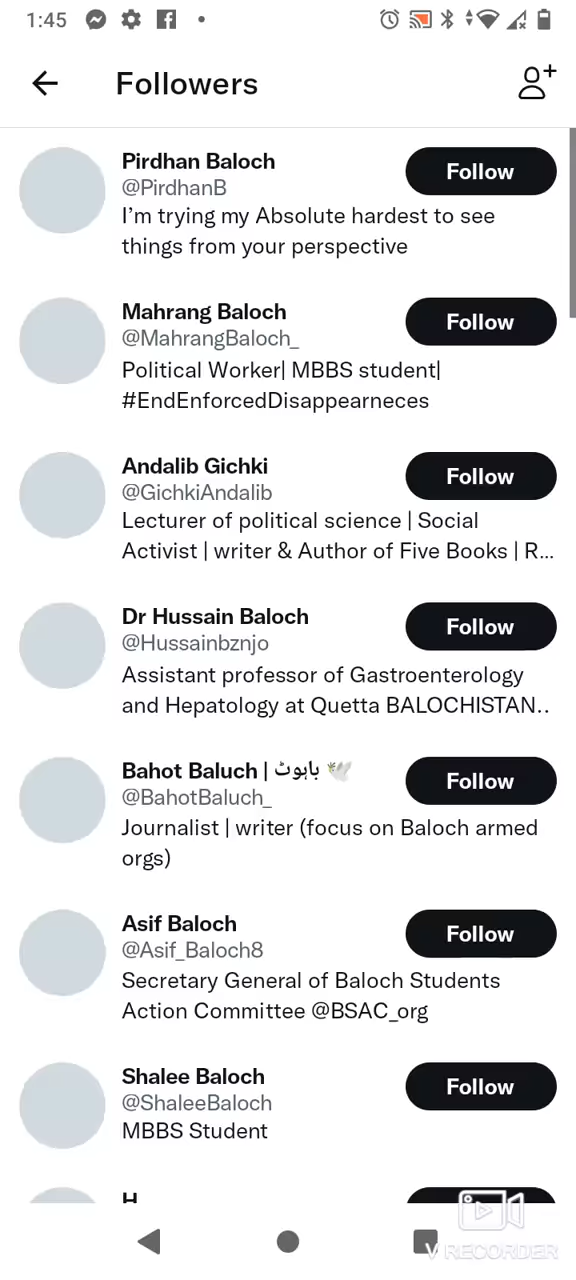 1:45
Followers
Pirdhan Baloch
Follow
@PirdhanB
I'm trying my Absolute hardest to see
things from your perspective
Mahrang Baloch
Follow
@MahrangBaloch_
Political Worker| MBBS student|
#EndEnforcedDisappearneces
Andalib Gichki
Follow
@GichkiAndalib
Lecturer of political science | Social
Activist | writer & Author of Five Books | R...
Dr Hussain Baloch
Follow
@Hussainbznjo
Assistant professor of Gastroenterology
and Hepatology at Quetta BALOCHISTAN..
Bahot Baluch | باہوٹ 🕊️
Follow
@BahotBaluch_
Journalist | writer (focus on Baloch armed
orgs)
Asif Baloch
Follow
@Asif_Baloch8
Secretary General of Baloch Students
Action Committee @BSAC_org
Shalee Baloch
Follow
@ShaleeBaloch
MBBS Student
H
V RECORDER